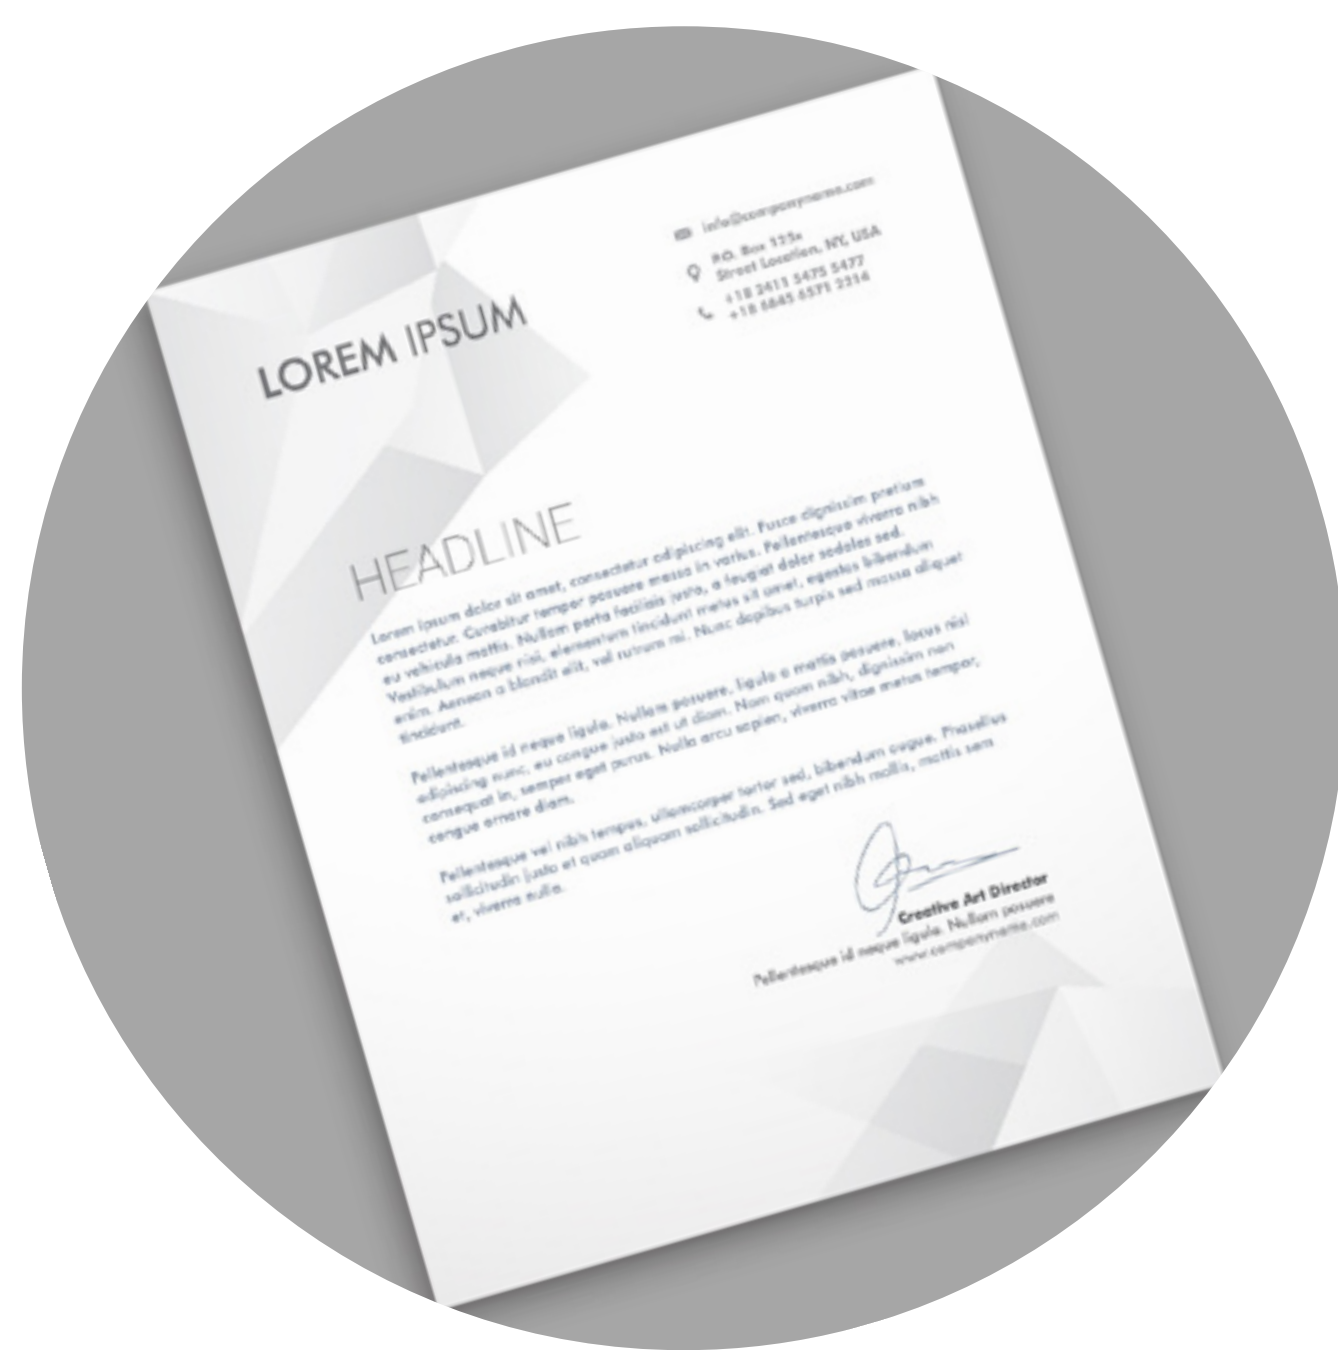 LOREM IPSUM
info@companyname.com
P.O. Box 125x
Street Location, NY, USA
+18 2411 5475 5477
+18 6845 6571 2314
HEADLINE
Lorem ipsum dolor sit amet, consectetur adipiscing elit. Fusce dignissim pretium
consectetur. Curabitur tempor posuere massa in varius. Pellentesque viverra nibh
eu vehicula mattis. Nullam porta facilisis justo, a feugiat dolor sodales sed.
Vestibulum neque nisi, elementum tincidunt metus sit amet, egestas bibendum
enim. Aenean a blandit elit, vel rutrum mi. Nunc dapibus turpis sed massa aliquet
tincidunt.
Pellentesque id neque ligula. Nullam posuere, ligula a mattis posuere, lacus nisl
adipiscing nunc, eu congue justo est ut diam. Nam quam nibh, dignissim non
consequat in, semper eget purus. Nulla arcu sapien, viverra vitae metus tempor,
congue ornare diam.
Pellentesque vel nibh tempus, ullamcorper tortor sed, bibendum augue. Phasellus
sollicitudin justo et quam aliquam sollicitudin. Sed eget nibh mollis, mattis sem
et, viverra nulla.
Creative Art Director
Pellentesque id neque ligula. Nullam posuere
www.companyname.com